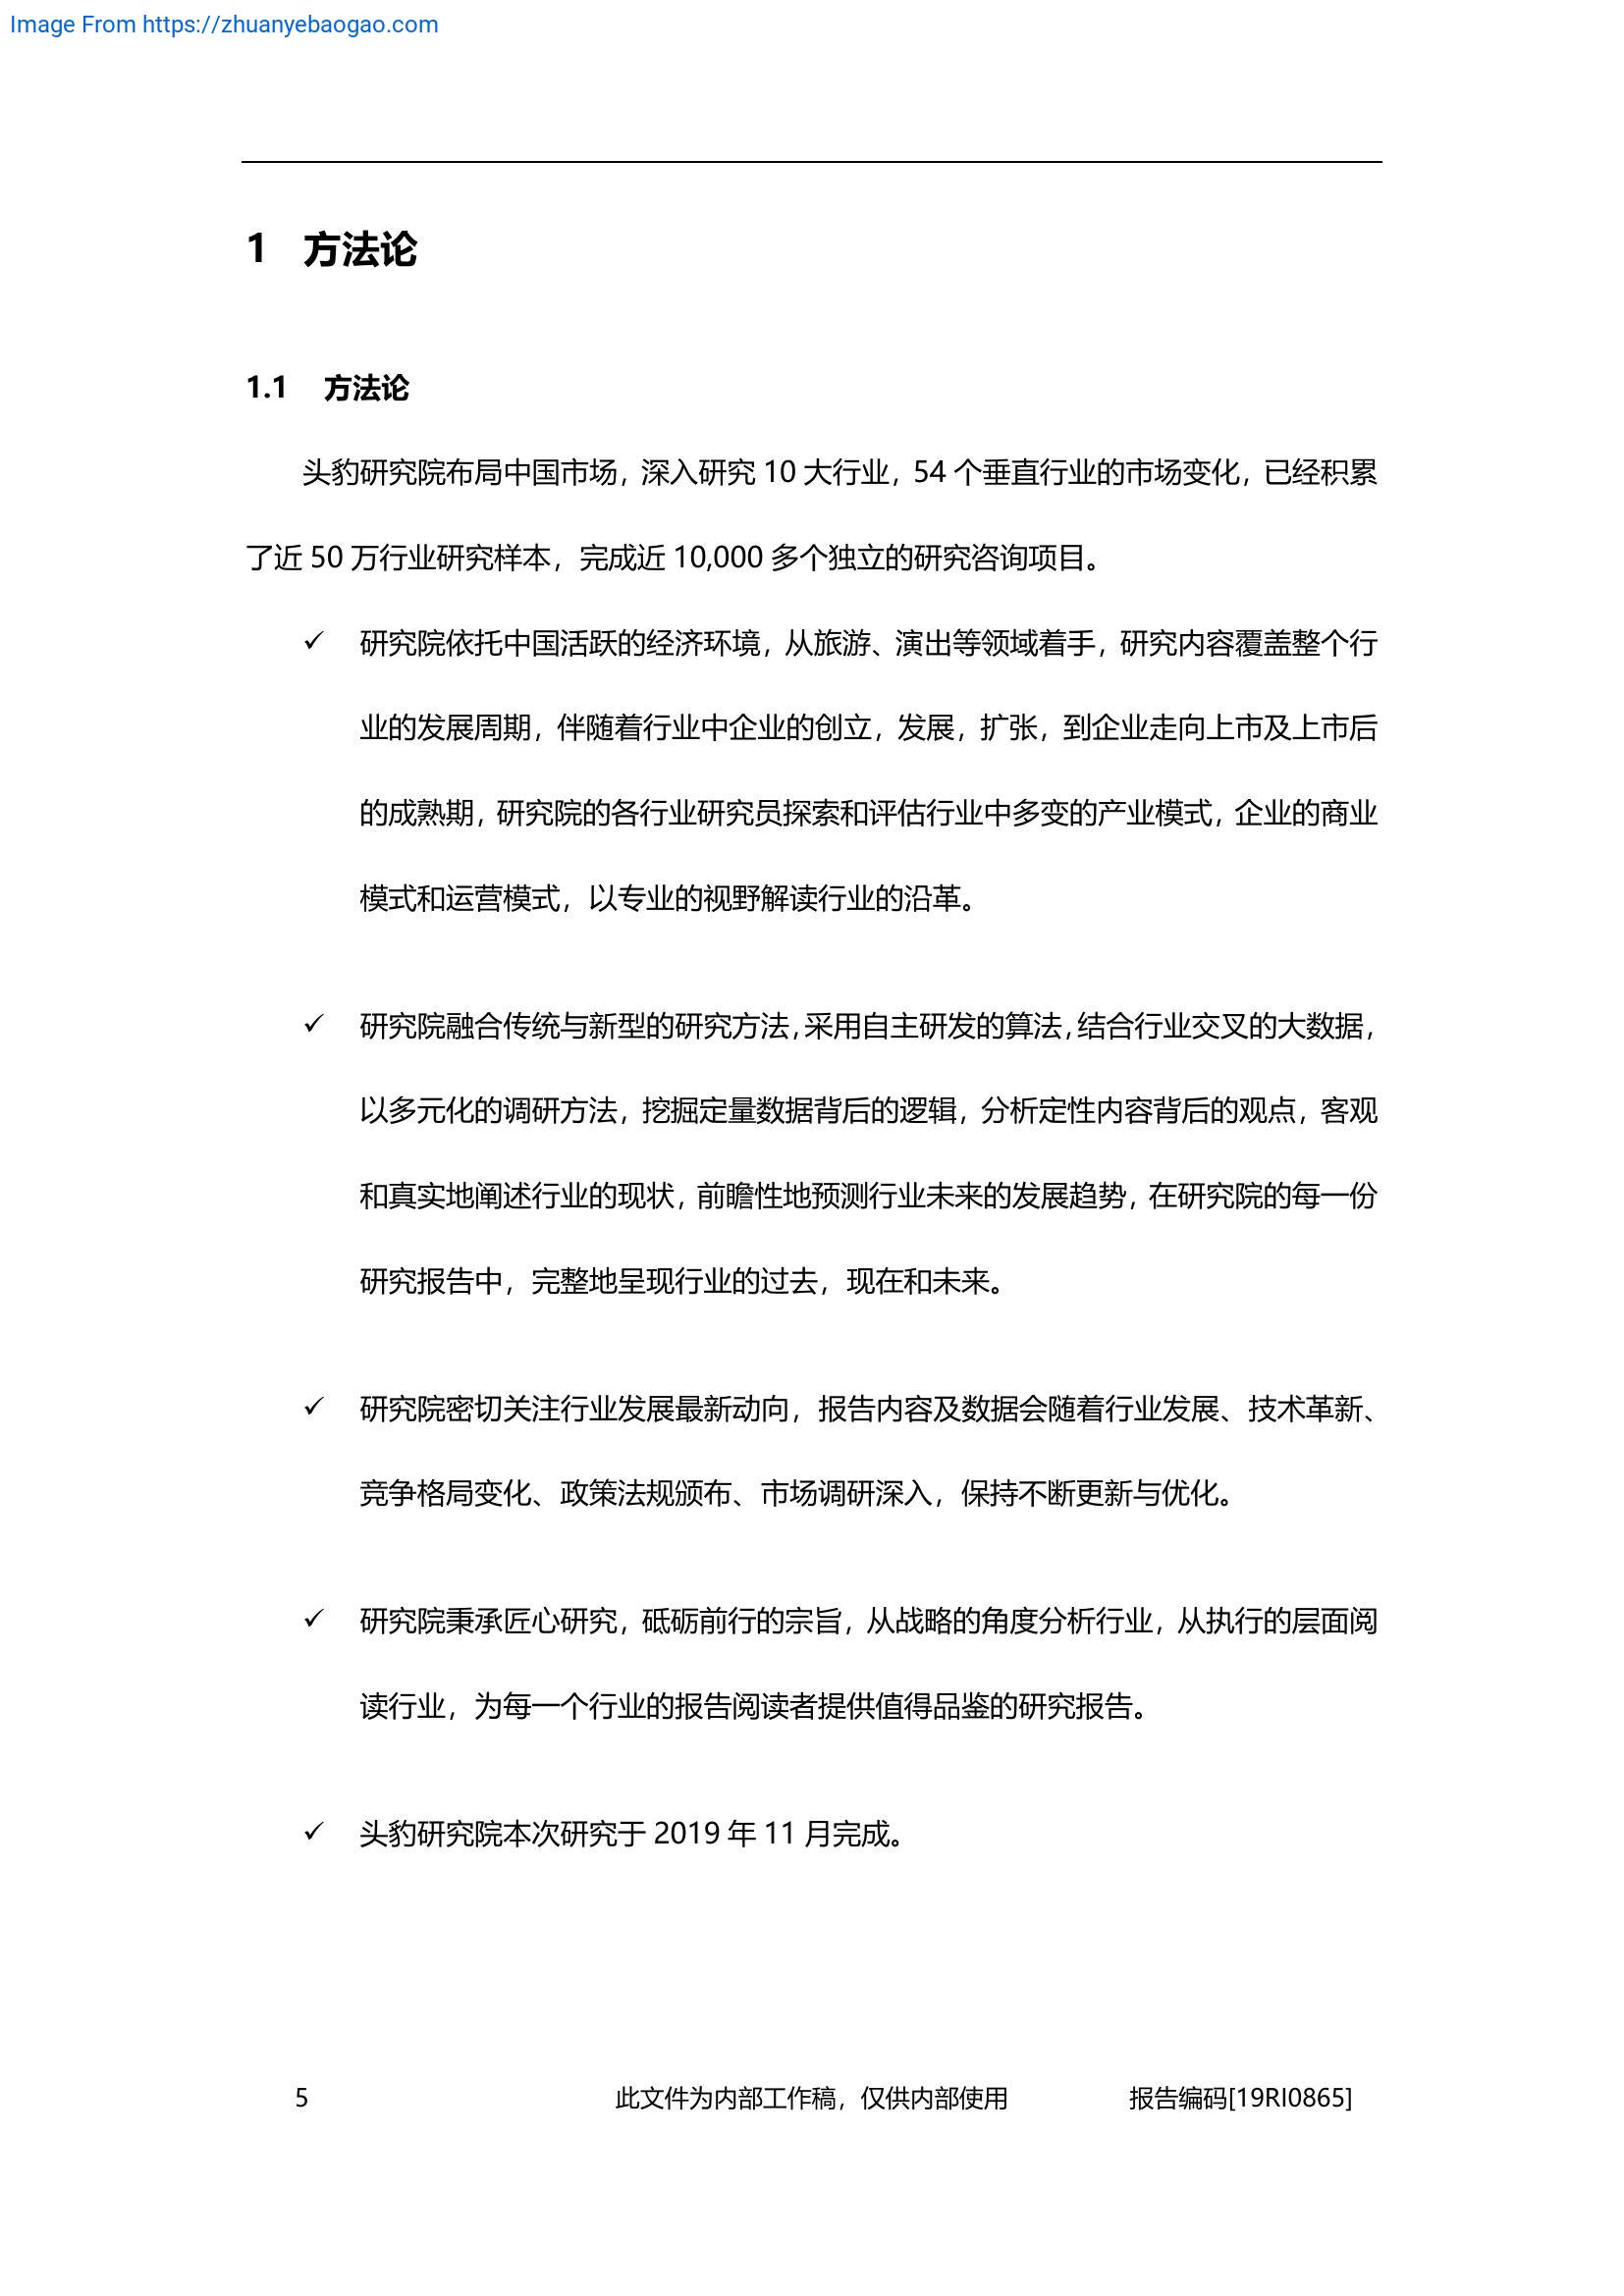 Image From https://zhuanyebaogao.com
1 方法论
1.1 方法论
头豹研究院布局中国市场，深入研究 10 大行业，54 个垂直行业的市场变化，已经积累
了近 50 万行业研究样本，完成近 10,000 多个独立的研究咨询项目。
✓ 研究院依托中国活跃的经济环境，从旅游、演出等领域着手，研究内容覆盖整个行
业的发展周期，伴随着行业中企业的创立，发展，扩张，到企业走向上市及上市后
的成熟期，研究院的各行业研究员探索和评估行业中多变的产业模式，企业的商业
模式和运营模式，以专业的视野解读行业的沿革。
✓ 研究院融合传统与新型的研究方法，采用自主研发的算法，结合行业交叉的大数据，
以多元化的调研方法，挖掘定量数据背后的逻辑，分析定性内容背后的观点，客观
和真实地阐述行业的现状，前瞻性地预测行业未来的发展趋势，在研究院的每一份
研究报告中，完整地呈现行业的过去，现在和未来。
✓ 研究院密切关注行业发展最新动向，报告内容及数据会随着行业发展、技术革新、
竞争格局变化、政策法规颁布、市场调研深入，保持不断更新与优化。
✓ 研究院秉承匠心研究，砥砺前行的宗旨，从战略的角度分析行业，从执行的层面阅
读行业，为每一个行业的报告阅读者提供值得品鉴的研究报告。
✓ 头豹研究院本次研究于 2019 年 11 月完成。
5 此文件为内部工作稿，仅供内部使用 报告编码[19RI0865]